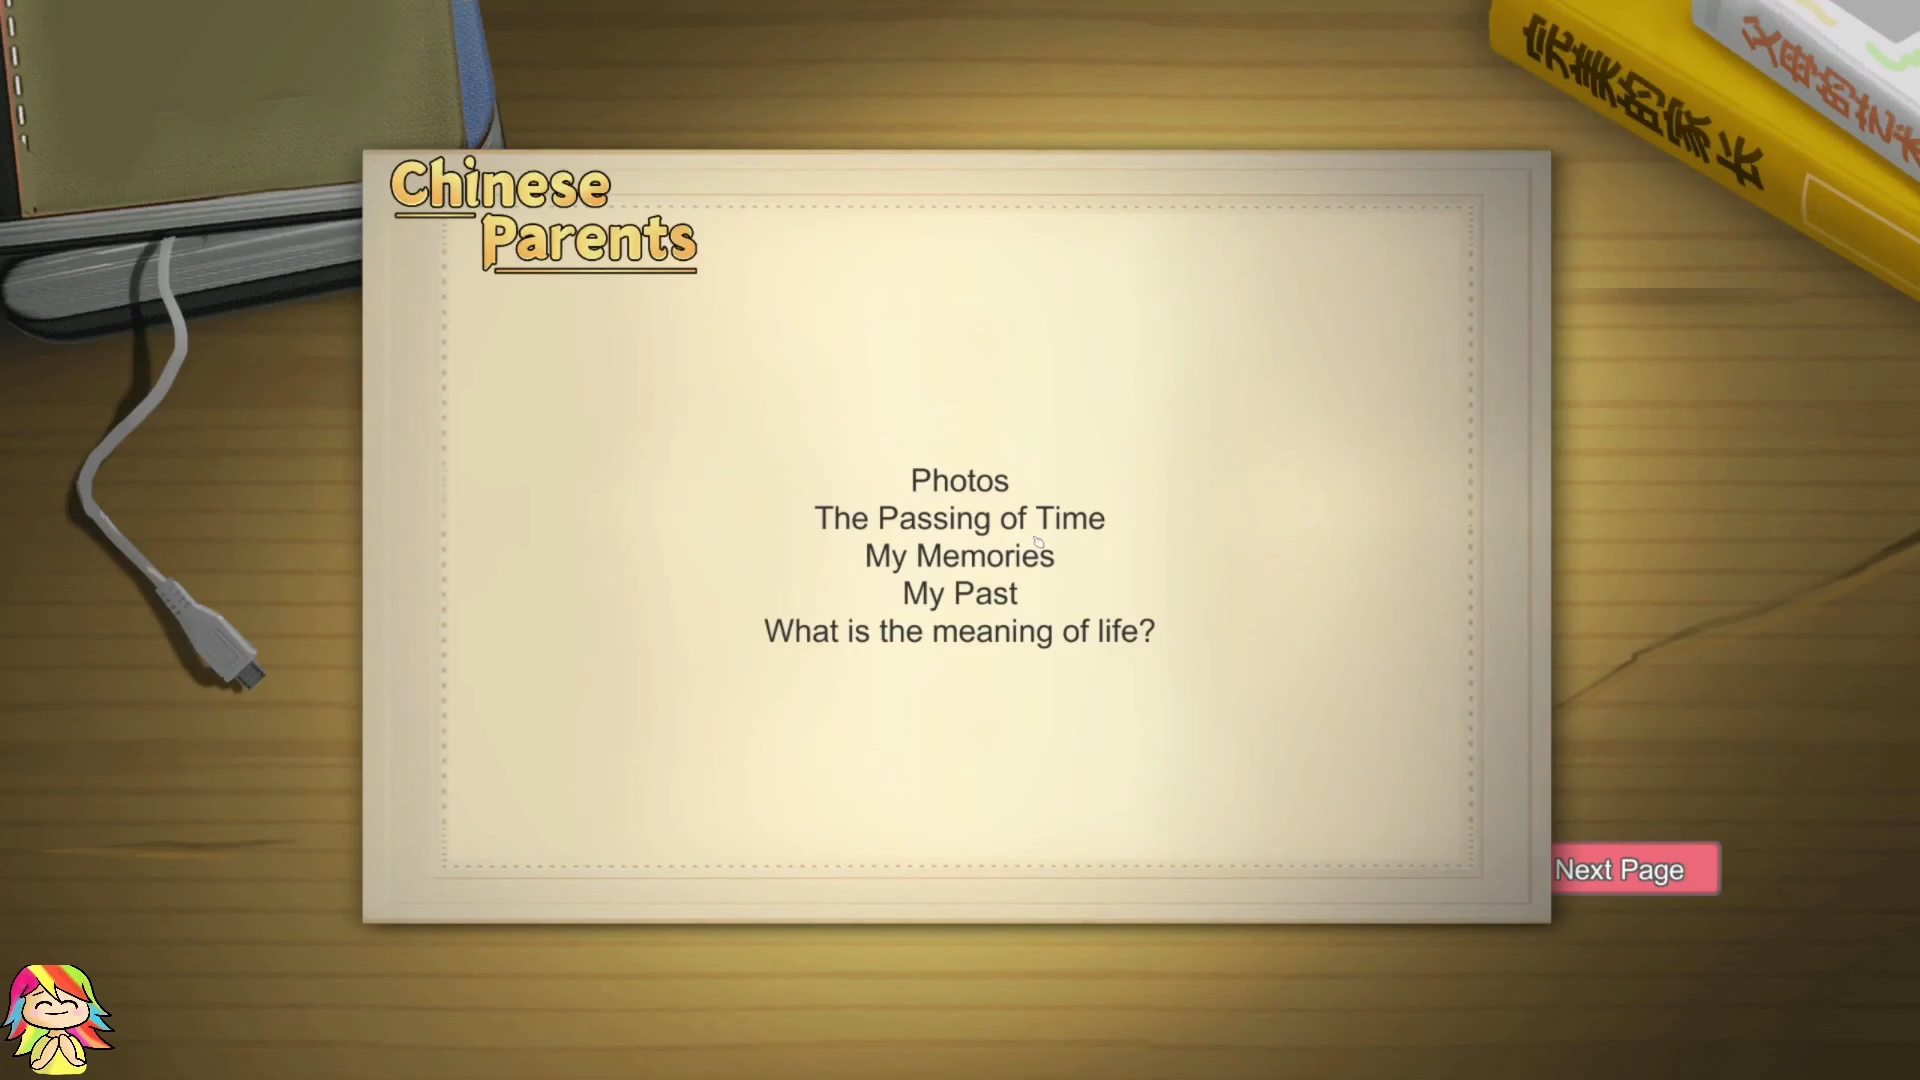 Chinese
Parents
Photos
The Passing of Time
My Memories
My Past
What is the meaning of life?
Next Page